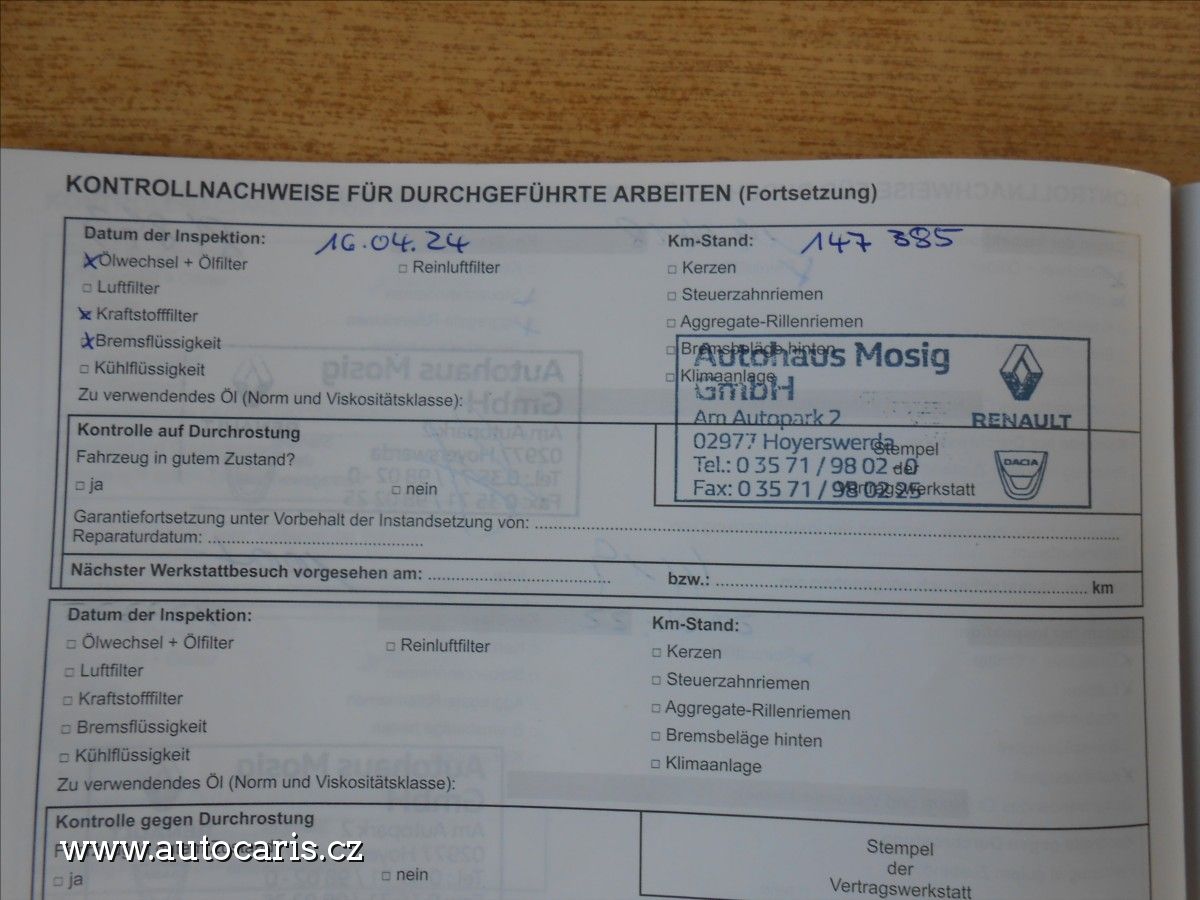 KONTROLLNACHWEISE FÜR DURCHGEFÜHRTE ARBEITEN (Fortsetzung)
Datum der Inspektion: 16.04.24 Km-Stand: 147 385
Ölwechsel + Ölfilter Reinluftfilter Kerzen
Luftfilter Steuerzahnriemen
Kraftstofffilter Aggregate-Rillenriemen
Bremsflüssigkeit Bremsbeläge hinten
Kühlflüssigkeit Klimaanlage
Zu verwendendes Öl (Norm und Viskositätsklasse):
Autohaus Mosig
GmbH
Am Autopark 2
02977 Hoyerswerda
Tel.: 0 35 71 / 98 02 - 0
Fax: 0 35 71 / 98 02 25
RENAULT
DACIA
Kontrolle auf Durchrostung
Fahrzeug in gutem Zustand?
ja nein
Stempel
der
Vertragswerkstatt
Garantiefortsetzung unter Vorbehalt der Instandsetzung von:
Reparaturdatum:
Nächster Werkstattbesuch vorgesehen am: bzw.: km
Datum der Inspektion: Km-Stand:
Ölwechsel + Ölfilter Reinluftfilter Kerzen
Luftfilter Steuerzahnriemen
Kraftstofffilter Aggregate-Rillenriemen
Bremsflüssigkeit Bremsbeläge hinten
Kühlflüssigkeit Klimaanlage
Zu verwendendes Öl (Norm und Viskositätsklasse):
Kontrolle gegen Durchrostung
www.autocaris.cz
ja nein
Stempel
der
Vertragswerkstatt